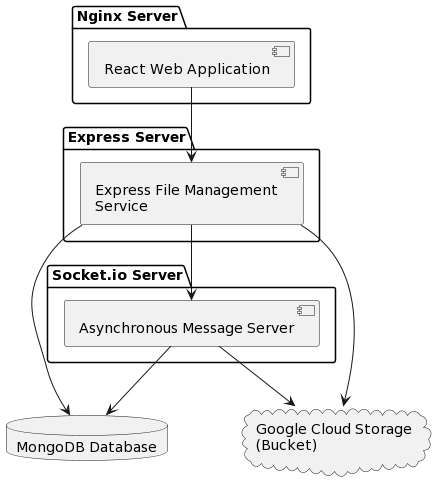 Nginx Server
React Web Application
Express Server
Express File Management
Service
Socket.io Server
Asynchronous Message Server
MongoDB Database
Google Cloud Storage
(Bucket)